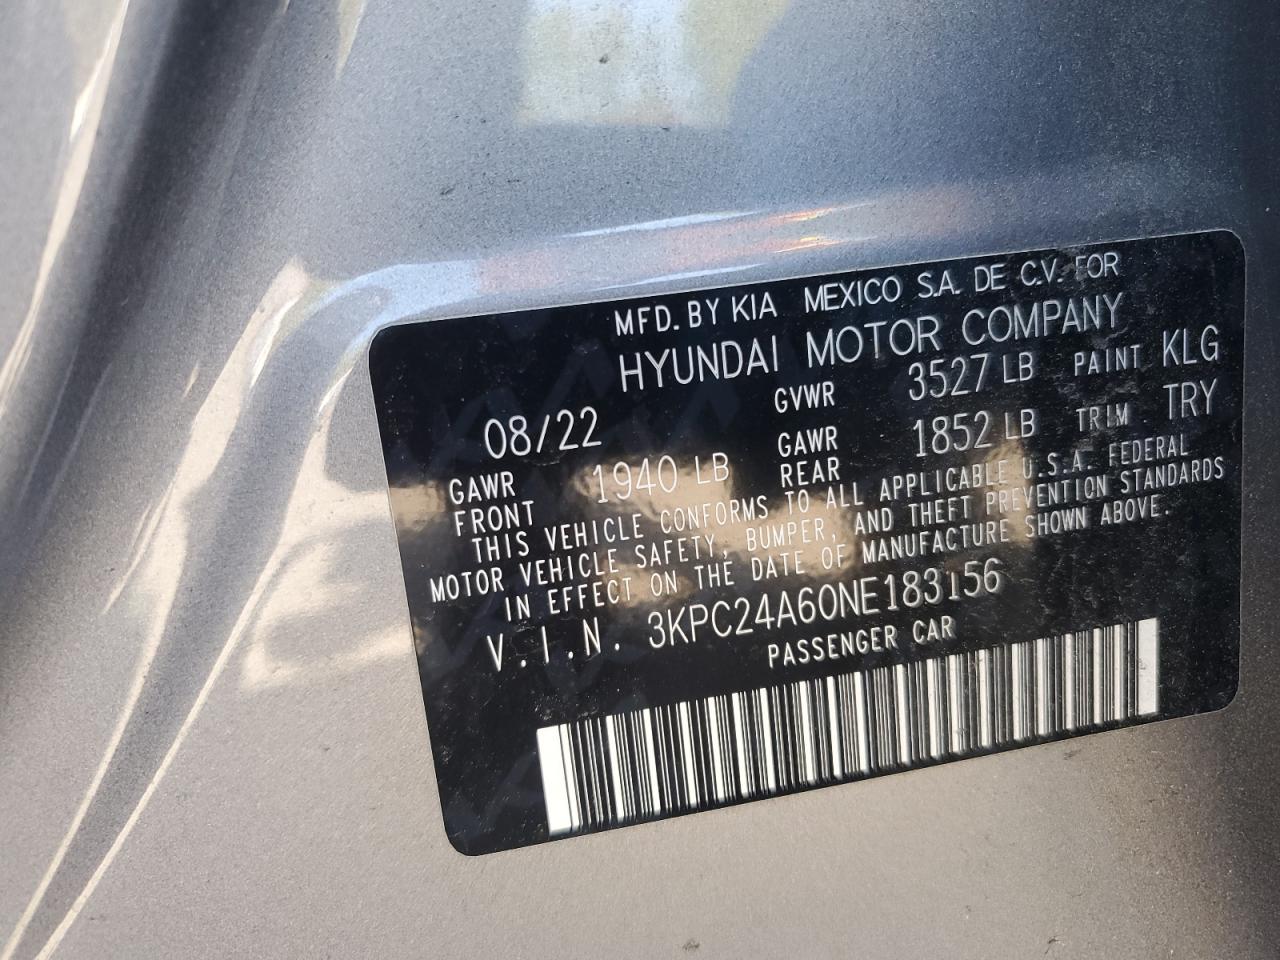 MFD. BY KIA MEXICO S.A. DE C.V. FOR
HYUNDAI MOTOR COMPANY
08/22 GVWR 3527 LB PAINT KLG
GAWR FRONT 1940 LB GAWR REAR 1852 LB TRIM TRY
THIS VEHICLE CONFORMS TO ALL APPLICABLE U.S.A. FEDERAL
MOTOR VEHICLE SAFETY, BUMPER, AND THEFT PREVENTION STANDARDS
IN EFFECT ON THE DATE OF MANUFACTURE SHOWN ABOVE.
V.I.N. 3KPC24A60NE183156
PASSENGER CAR